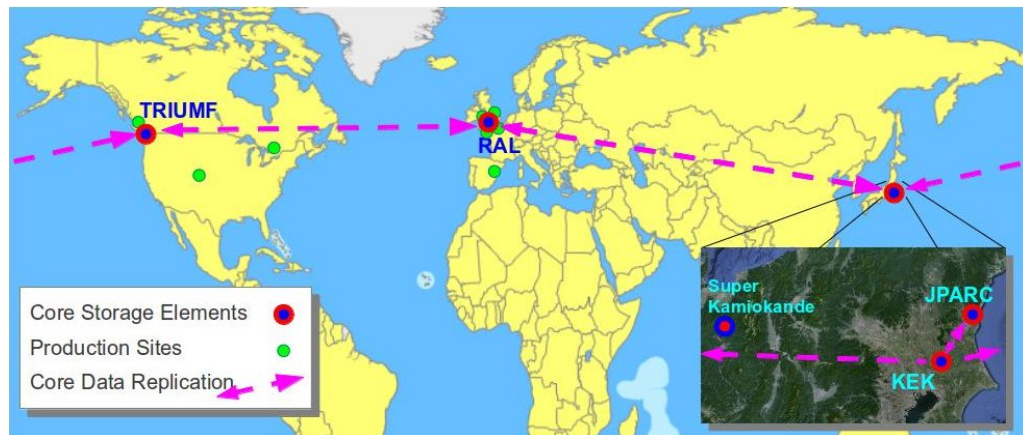 TRIUMF
RAL
Super
Kamiokande
JPARC
KEK
Core Storage Elements
Production Sites
Core Data Replication